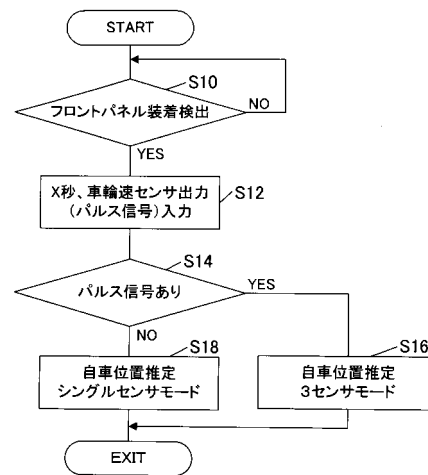 START
S10
フロントパネル装着検出
NO
YES
X秒、車輪速センサ出力
(パルス信号)入力
S12
S14
パルス信号あり
YES
NO
S18
自車位置推定
シングルセンサモード
S16
自車位置推定
3センサモード
EXIT